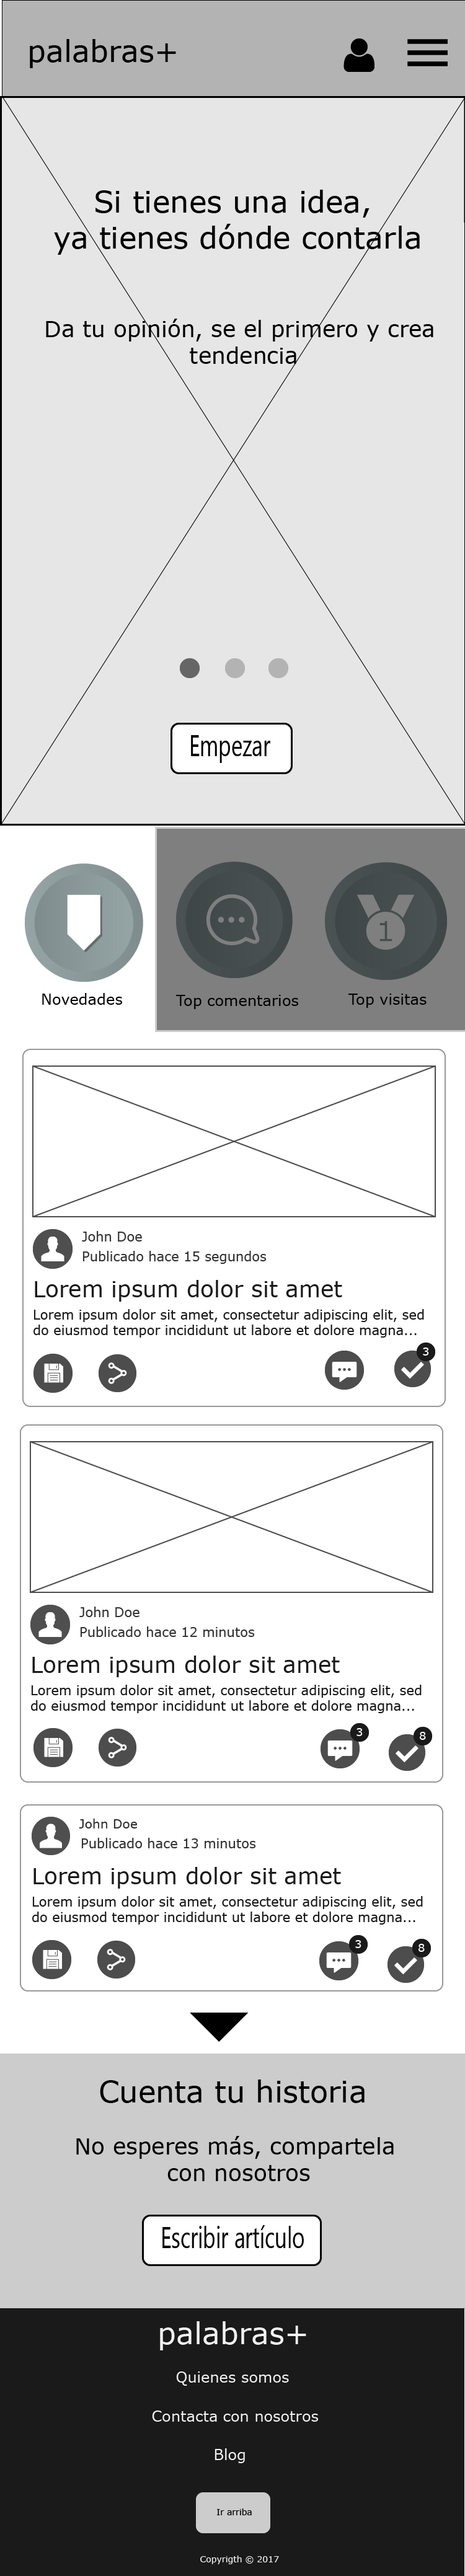 palabras+
Si tienes una idea,
ya tienes dónde contarla
Da tu opinión, se el primero y crea
tendencia
Empezar
1
Novedades
Top comentarios
Top visitas
John Doe
Publicado hace 15 segundos
Lorem ipsum dolor sit amet
Lorem ipsum dolor sit amet, consectetur adipiscing elit, sed
do eiusmod tempor incididunt ut labore et dolore magna...
3
John Doe
Publicado hace 12 minutos
Lorem ipsum dolor sit amet
Lorem ipsum dolor sit amet, consectetur adipiscing elit, sed
do eiusmod tempor incididunt ut labore et dolore magna...
3
8
John Doe
Publicado hace 13 minutos
Lorem ipsum dolor sit amet
Lorem ipsum dolor sit amet, consectetur adipiscing elit, sed
do eiusmod tempor incididunt ut labore et dolore magna...
3
8
Cuenta tu historia
No esperes más, compartela
con nosotros
Escribir artículo
palabras+
Quienes somos
Contacta con nosotros
Blog
Ir arriba
Copyrigth © 2017